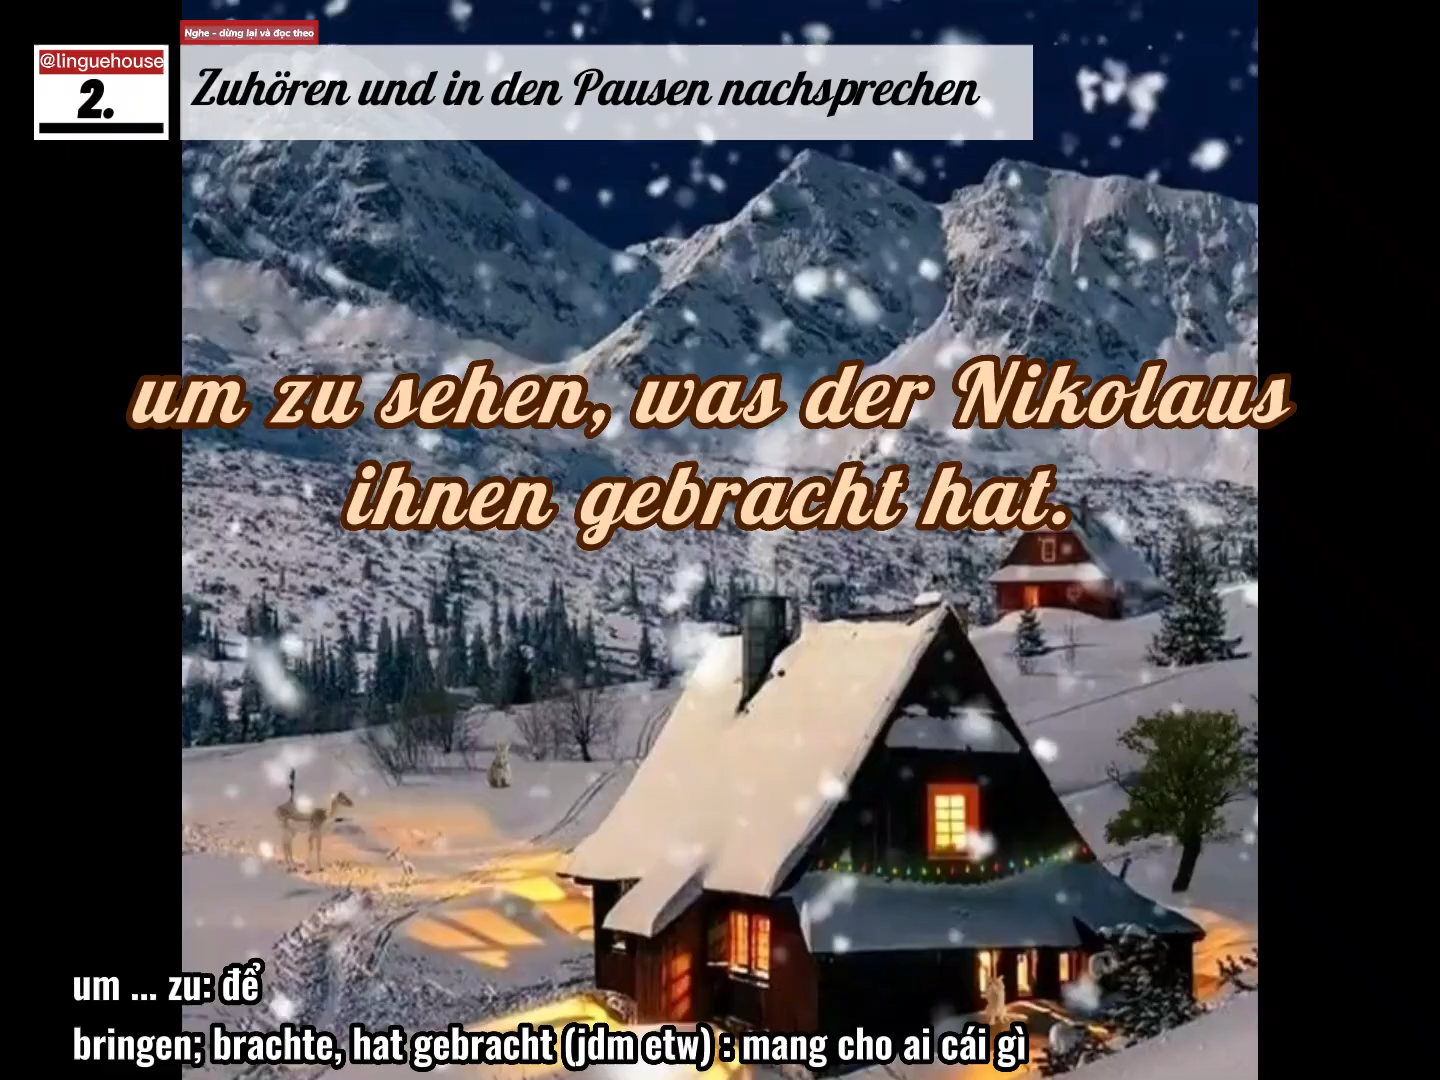 Nghe - dừng lại và đọc theo
@linguehouse
2.
Zuhören und in den Pausen nachsprechen
um zu sehen, was der Nikolaus
ihnen gebracht hat.
um ... zu: để
bringen; brachte, hat gebracht (jdm etw) : mang cho ai cái gì